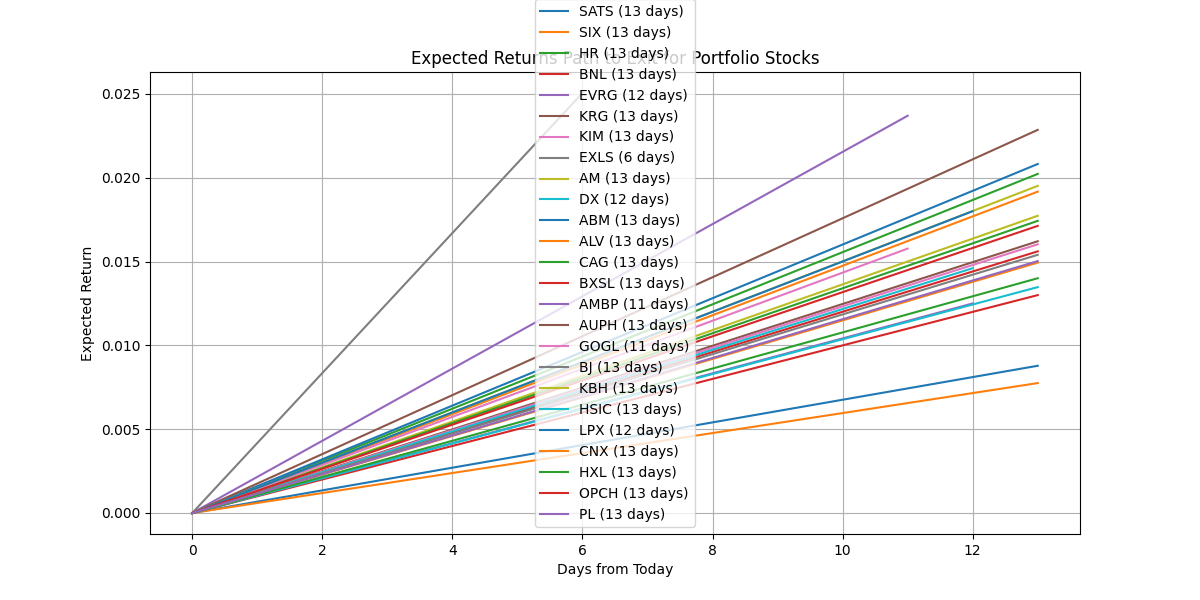 SATS (13 days)
SIX (13 days)
HR (13 days)
Expected Returns Path to Exit for Portfolio Stocks
BNL (13 days)
EVRG (12 days)
KRG (13 days)
KIM (13 days)
EXLS (6 days)
AM (13 days)
DX (12 days)
ABM (13 days)
ALV (13 days)
CAG (13 days)
BXSL (13 days)
AMBP (11 days)
AUPH (13 days)
GOGL (11 days)
BJ (13 days)
KBH (13 days)
HSIC (13 days)
LPX (12 days)
CNX (13 days)
HXL (13 days)
OPCH (13 days)
PL (13 days)
0.025
0.020
0.015
0.010
0.005
0.000
Expected Return
0 2 4 6 8 10 12
Days from Today